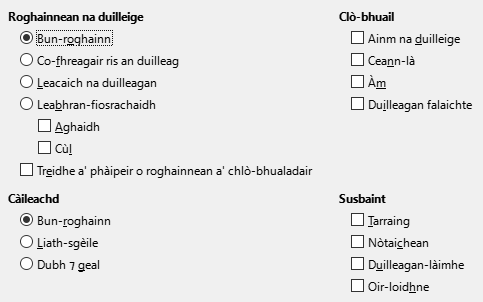 Roghainnean na duilleige
Bun-roghainn
Co-fhreagair ris an duilleag
Leacaich na duilleagan
Leabhran-fiosrachaidh
Aghaidh
Cùl
Treidhe a' phàipeir o roghainnean a' chlò-bhualadair
Clò-bhuail
Ainm na duilleige
Ceann-là
Àm
Duilleagan falaichte
Càileachd
Bun-roghainn
Liath-sgèile
Dubh ⁊ geal
Susbaint
Tarraing
Nòtaichean
Duilleagan-làimhe
Oir-loidhne